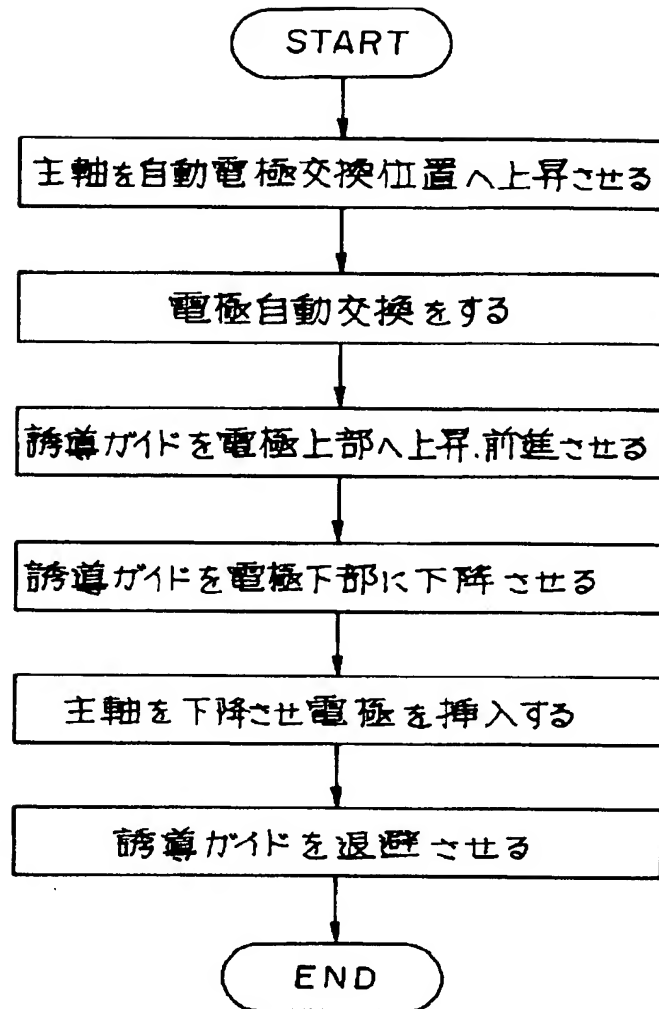 START
主軸を自動電極交換位置へ上昇させる
電極自動交換をする
誘導ガイドを電極上部へ上昇.前進させる
誘導ガイドを電極下部に下降させる
主軸を下降させ電極を挿入する
誘導ガイドを退避させる
END